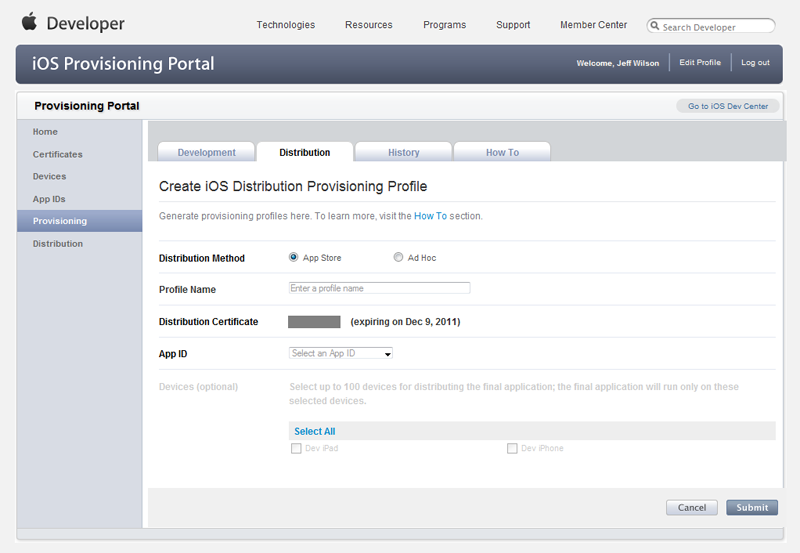 Developer
Technologies Resources Programs Support Member Center Search Developer
iOS Provisioning Portal
Welcome, Jeff Wilson Edit Profile Log out
Provisioning Portal
Go to iOS Dev Center
Home
Certificates
Devices
App IDs
Provisioning
Distribution
Development Distribution History How To
Create iOS Distribution Provisioning Profile
Generate provisioning profiles here. To learn more, visit the How To section.
Distribution Method App Store Ad Hoc
Profile Name Enter a profile name
Distribution Certificate (expiring on Dec 9, 2011)
App ID Select an App ID
Devices (optional) Select up to 100 devices for distributing the final application; the final application will run only on these
selected devices.
Select All
Dev iPad Dev iPhone
Cancel Submit